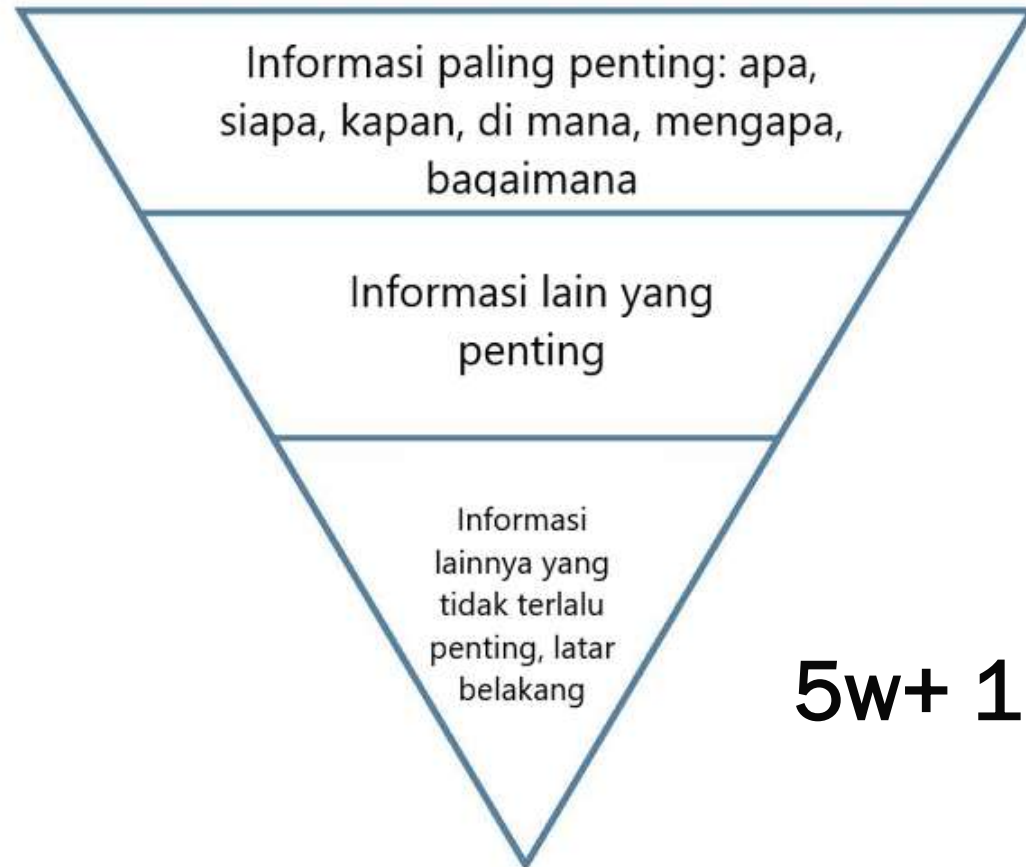 Informasi paling penting: apa,
siapa, kapan, di mana, mengapa,
bagaimana
Informasi lain yang
penting
Informasi
lainnya yang
tidak terlalu
penting, latar
belakang
5w+ 1